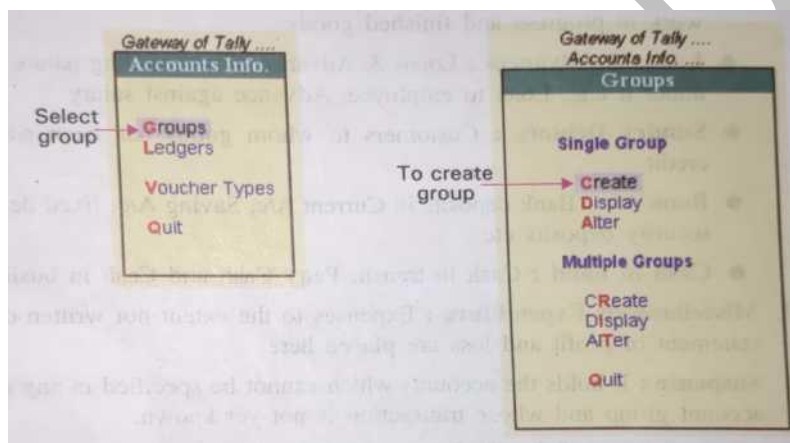 Gateway of Tally ....
Accounts Info.
Select
group
Groups
Ledgers
Voucher Types
Quit
Gateway of Tally ....
Accounts Info. ....
Groups
Single Group
To create
group
Create
Display
Alter
Multiple Groups
CReate
DIsplay
AlTer
Quit